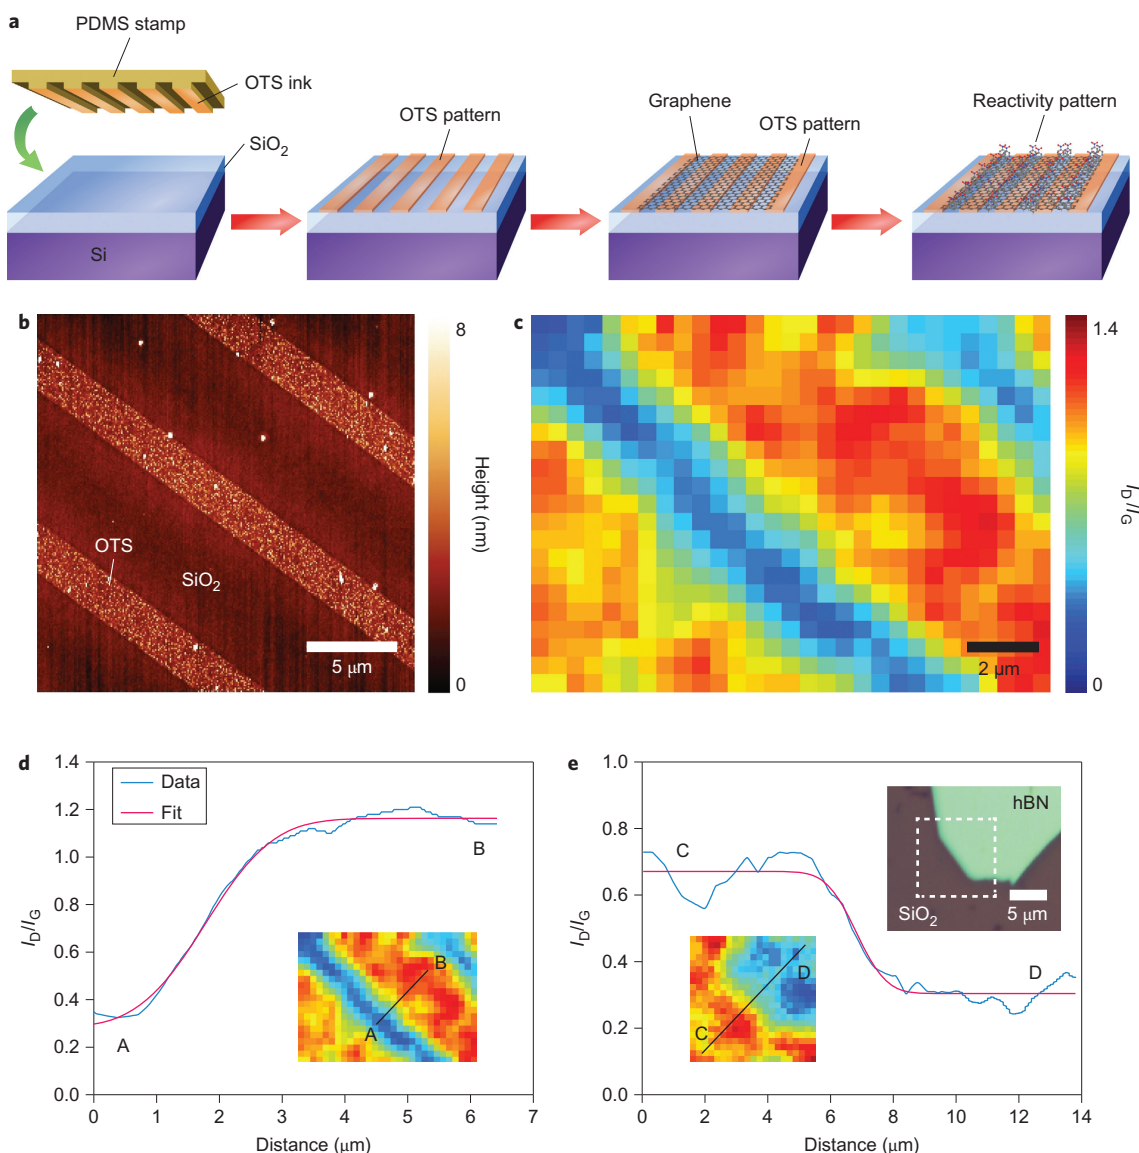 a
PDMS stamp
OTS ink
SiO2
Si
OTS pattern
Graphene
OTS pattern
Reactivity pattern
b
OTS
SiO2
5 μm
8
Height (nm)
0
c
2 μm
1.4
ID/IG
0
d
1.4
1.2
1.0
0.8
0.6
0.4
0.2
0.0
ID/IG
Data
Fit
A
B
A
B
0 1 2 3 4 5 6 7
Distance (μm)
e
1.0
0.8
0.6
0.4
0.2
0.0
ID/IG
C
D
hBN
SiO2
5 μm
C
D
0 2 4 6 8 10 12 14
Distance (μm)